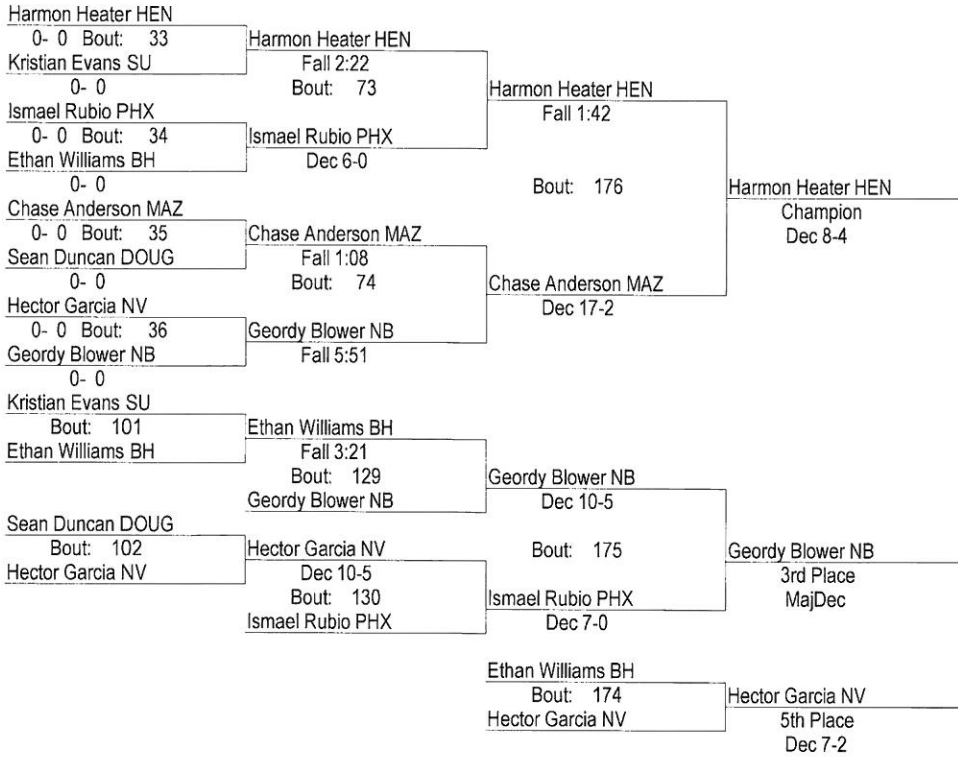 Harmon Heater HEN
0- 0 Bout: 33
Kristian Evans SU
0- 0
Ismael Rubio PHX
0- 0 Bout: 34
Ethan Williams BH
0- 0
Chase Anderson MAZ
0- 0 Bout: 35
Sean Duncan DOUG
0- 0
Hector Garcia NV
0- 0 Bout: 36
Geordy Blower NB
0- 0
Harmon Heater HEN
Fall 2:22
Bout: 73
Ismael Rubio PHX
Dec 6-0
Chase Anderson MAZ
Fall 1:08
Bout: 74
Geordy Blower NB
Fall 5:51
Harmon Heater HEN
Fall 1:42
Bout: 176
Chase Anderson MAZ
Dec 17-2
Harmon Heater HEN
Champion
Dec 8-4
Kristian Evans SU
Bout: 101
Ethan Williams BH
Sean Duncan DOUG
Bout: 102
Hector Garcia NV
Ethan Williams BH
Fall 3:21
Bout: 129
Geordy Blower NB
Hector Garcia NV
Dec 10-5
Bout: 130
Ismael Rubio PHX
Geordy Blower NB
Dec 10-5
Bout: 175
Ismael Rubio PHX
Dec 7-0
Geordy Blower NB
3rd Place
MajDec
Ethan Williams BH
Bout: 174
Hector Garcia NV
Hector Garcia NV
5th Place
Dec 7-2